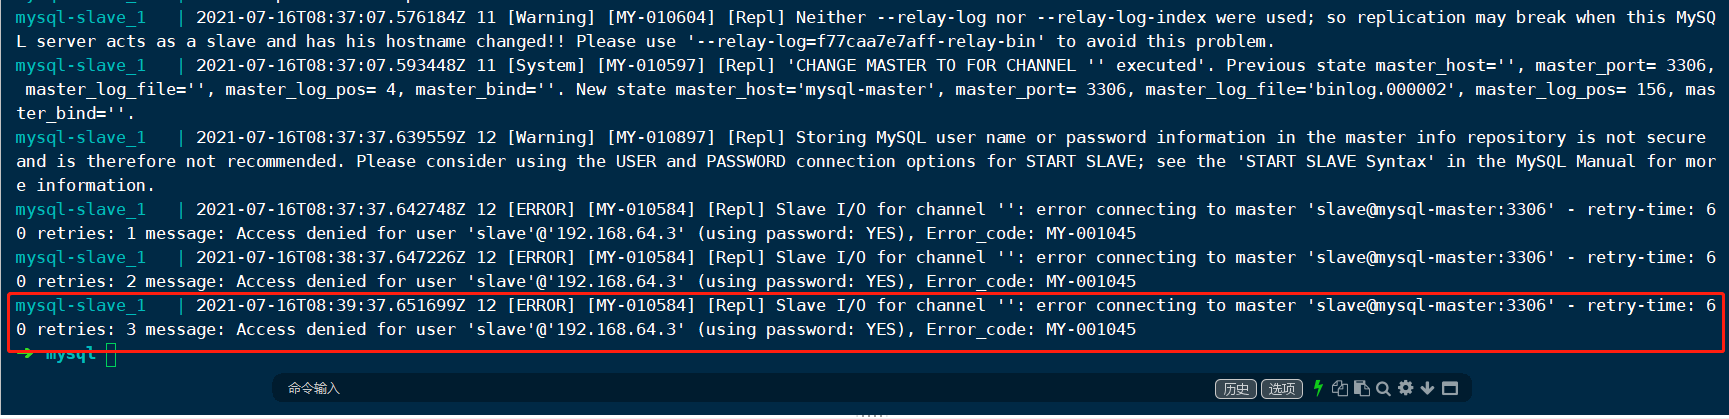 mysql-slave_1   | 2021-07-16T08:37:07.576184Z 11 [Warning] [MY-010604] [Repl] Neither --relay-log nor --relay-log-index were used; so replication may break when this MySQ
L server acts as a slave and has his hostname changed!! Please use '--relay-log=f77caa7e7aff-relay-bin' to avoid this problem.
mysql-slave_1   | 2021-07-16T08:37:07.593448Z 11 [System] [MY-010597] [Repl] 'CHANGE MASTER TO FOR CHANNEL '' executed'. Previous state master_host='', master_port= 3306,
 master_log_file='', master_log_pos= 4, master_bind=''. New state master_host='mysql-master', master_port= 3306, master_log_file='binlog.000002', master_log_pos= 156, mas
ter_bind=''.
mysql-slave_1   | 2021-07-16T08:37:37.639559Z 12 [Warning] [MY-010897] [Repl] Storing MySQL user name or password information in the master info repository is not secure
and is therefore not recommended. Please consider using the USER and PASSWORD connection options for START SLAVE; see the 'START SLAVE Syntax' in the MySQL Manual for mor
e information.
mysql-slave_1   | 2021-07-16T08:37:37.642748Z 12 [ERROR] [MY-010584] [Repl] Slave I/O for channel '': error connecting to master 'slave@mysql-master:3306' - retry-time: 6
0 retries: 1 message: Access denied for user 'slave'@'192.168.64.3' (using password: YES), Error_code: MY-001045
mysql-slave_1   | 2021-07-16T08:38:37.647226Z 12 [ERROR] [MY-010584] [Repl] Slave I/O for channel '': error connecting to master 'slave@mysql-master:3306' - retry-time: 6
0 retries: 2 message: Access denied for user 'slave'@'192.168.64.3' (using password: YES), Error_code: MY-001045
mysql-slave_1   | 2021-07-16T08:39:37.651699Z 12 [ERROR] [MY-010584] [Repl] Slave I/O for channel '': error connecting to master 'slave@mysql-master:3306' - retry-time: 6
0 retries: 3 message: Access denied for user 'slave'@'192.168.64.3' (using password: YES), Error_code: MY-001045
➜  mysql
命令输入 历史 选项